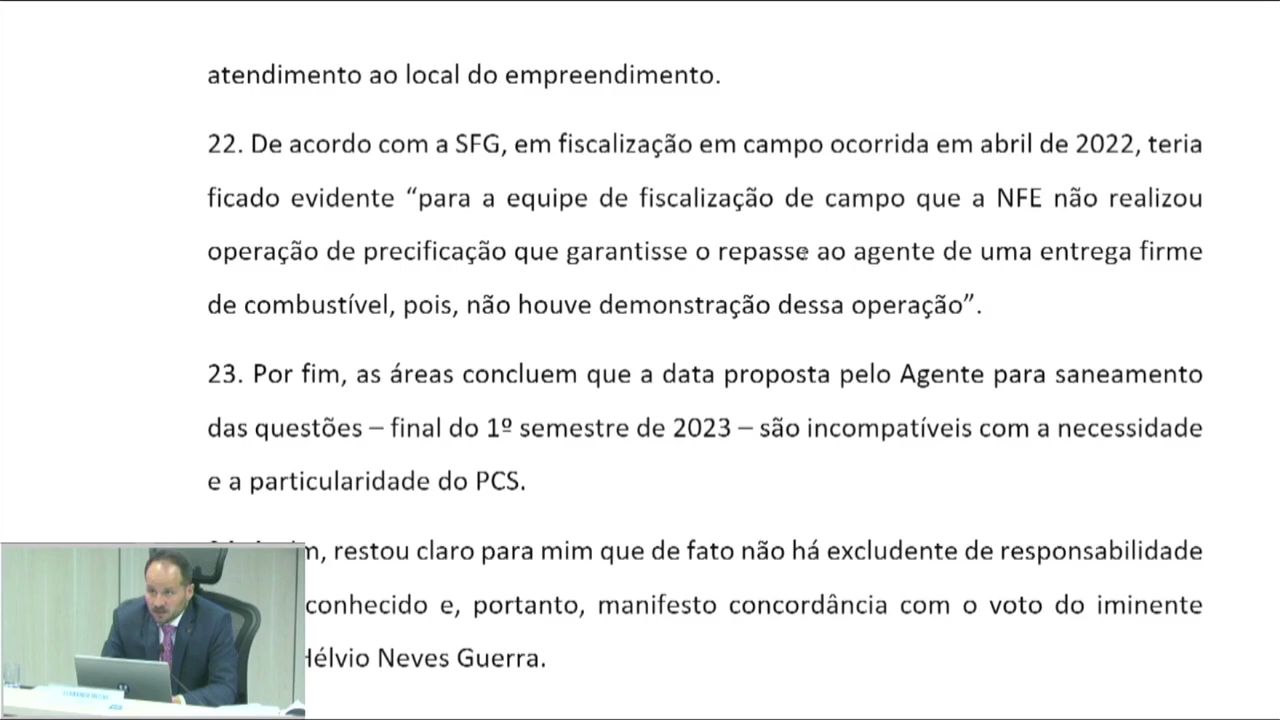 atendimento ao local do empreendimento.
22. De acordo com a SFG, em fiscalização em campo ocorrida em abril de 2022, teria
ficado evidente “para a equipe de fiscalização de campo que a NFE não realizou
operação de precificação que garantisse o repasse ao agente de uma entrega firme
de combustível, pois, não houve demonstração dessa operação”.
23. Por fim, as áreas concluem que a data proposta pelo Agente para saneamento
das questões – final do 1º semestre de 2023 – são incompatíveis com a necessidade
e a particularidade do PCS.
restou claro para mim que de fato não há excludente de responsabilidade
conhecido e, portanto, manifesto concordância com o voto do iminente
Hélvio Neves Guerra.